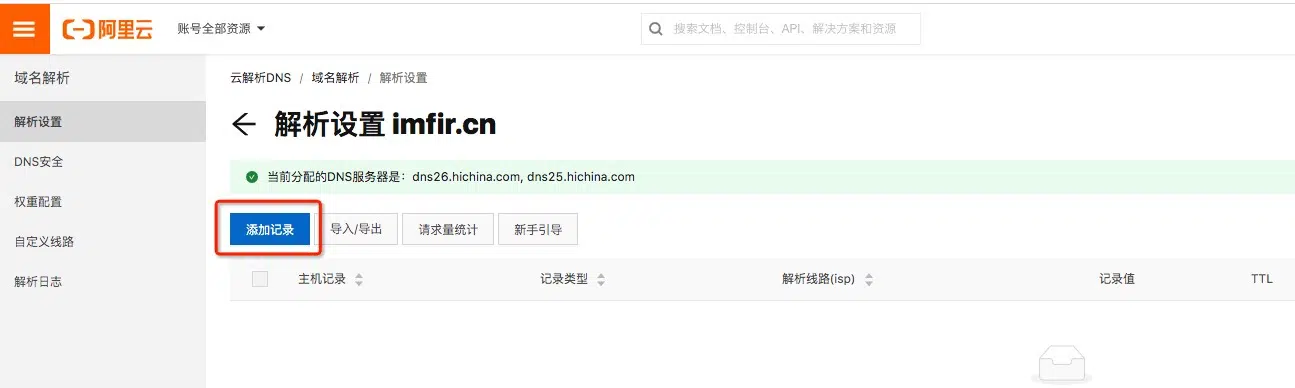 阿里云 账号全部资源 搜索文档、控制台、API、解决方案和资源
域名解析
解析设置
DNS安全
权重配置
自定义线路
解析日志
云解析DNS / 域名解析 / 解析设置
解析设置 imfir.cn
当前分配的DNS服务器是：dns26.hichina.com, dns25.hichina.com
添加记录 导入/导出 请求量统计 新手引导
主机记录 记录类型 解析线路(isp) 记录值 TTL